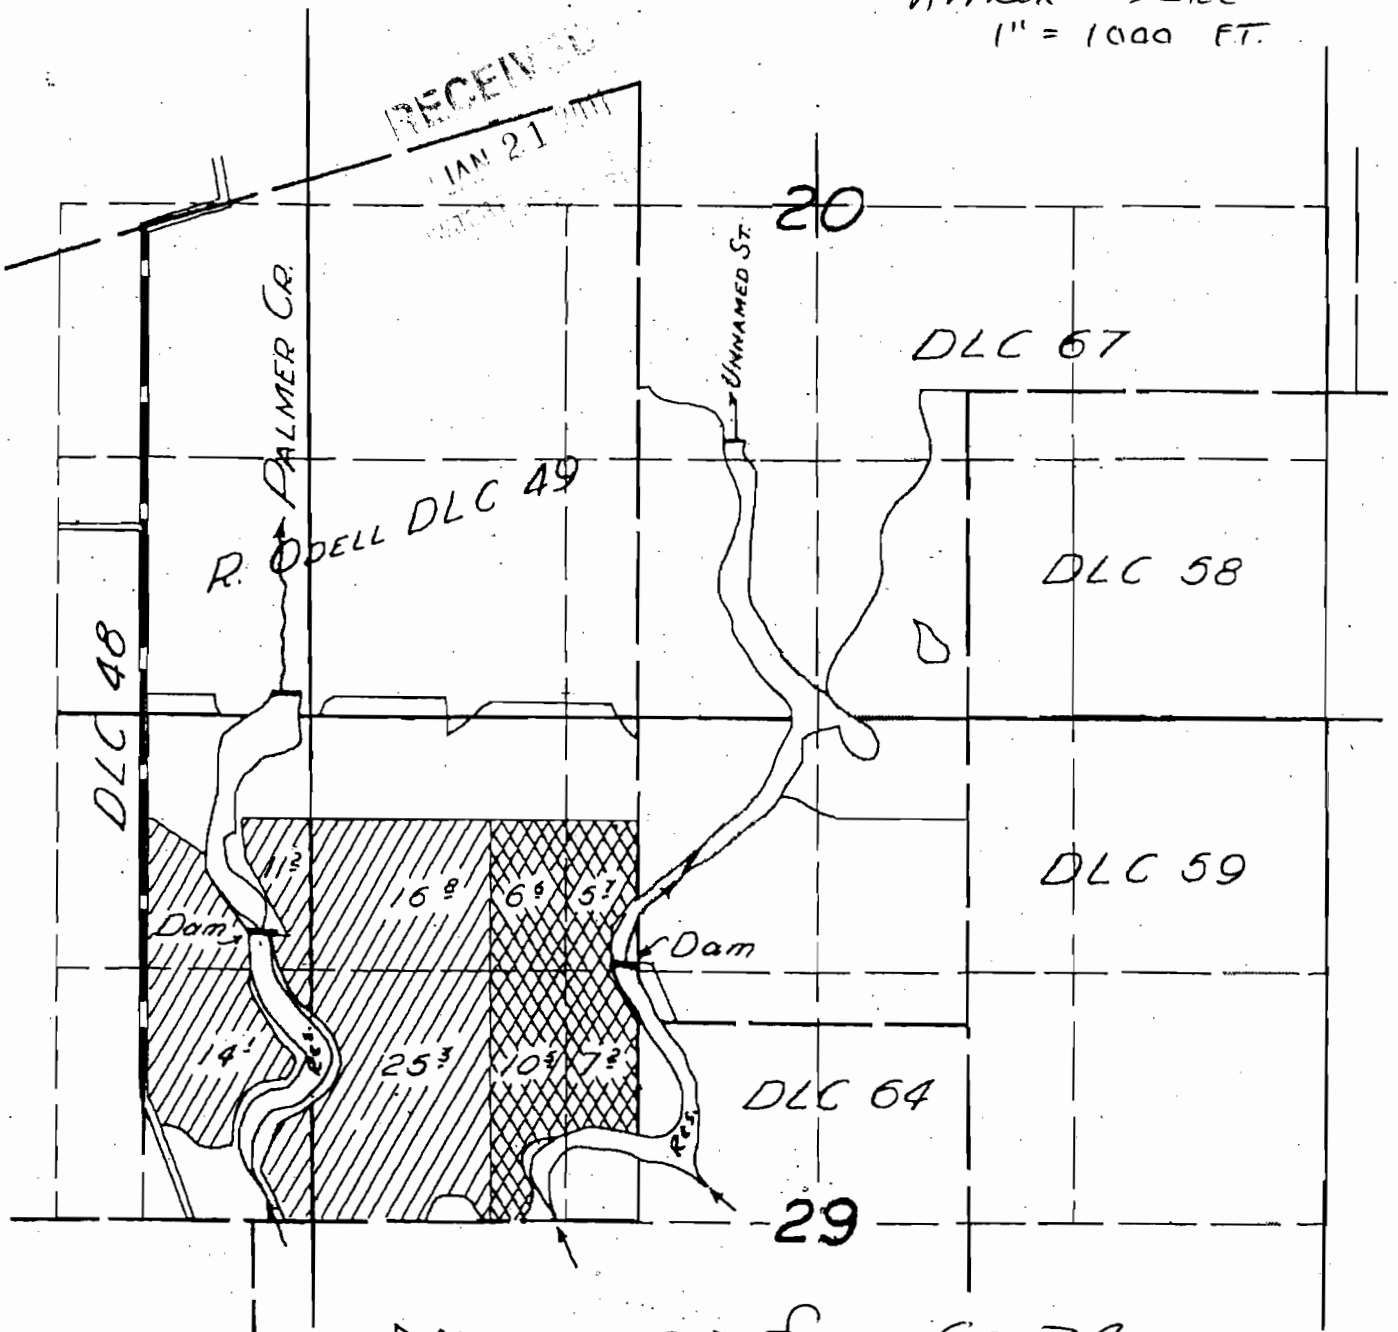 1" = 1000 FT.
RECEIVED
JAN 21
20
UNNAMED ST.
DLC 67
PALMER CR.
R. ODELL DLC 49
DLC 58
DLC 48
DLC 59
11.2
16.8
6.6
5.7
Dam
Dam
14.1
Res.
25.3
10.5
7.2
DLC 64
Res.
29